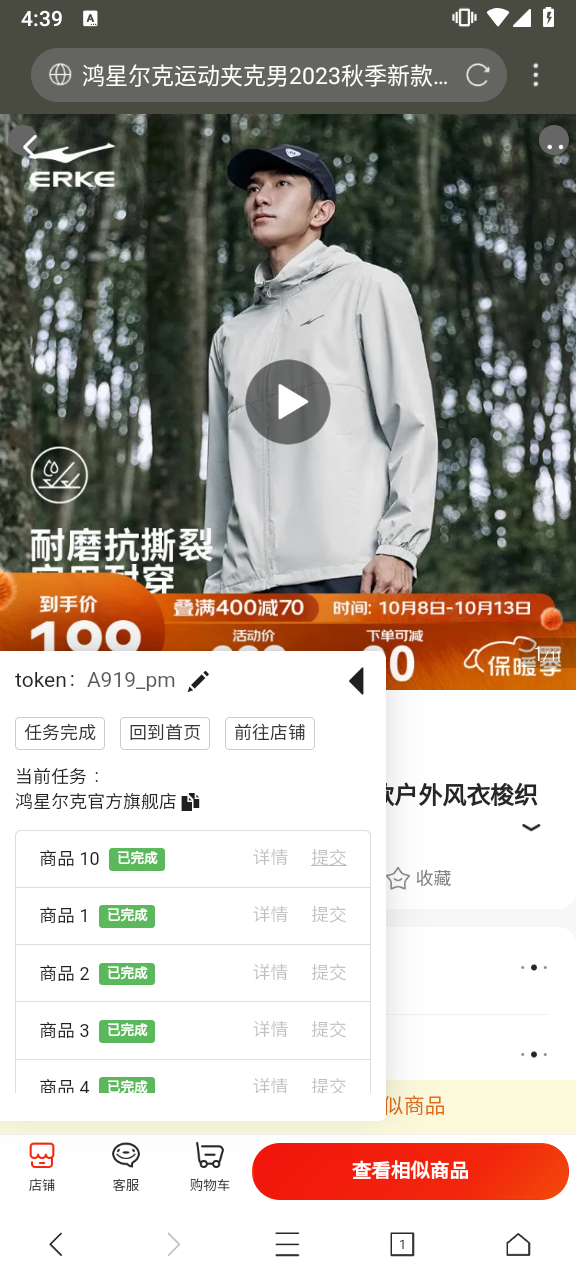 4:39
A
鸿星尔克运动夹克男2023秋季新款…
ERKE
耐磨抗撕裂
实用耐穿
到手价
叠满400减70
时间: 10月8日-10月13日
199
活动价
下单可减
保暖季
1/11
token: A919_pm
任务完成
回到首页
前往店铺
当前任务：
鸿星尔克官方旗舰店
款户外风衣梭织
收藏
商品 10 已完成 详情 提交
商品 1 已完成 详情 提交
商品 2 已完成 详情 提交
商品 3 已完成 详情 提交
商品 4 已完成 详情 提交
似商品
店铺
客服
购物车
查看相似商品
1